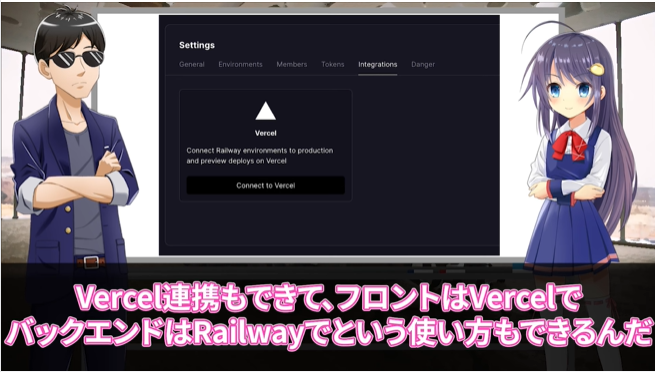 Settings
General Environments Members Tokens Integrations Danger
Vercel
Connect Railway environments to production
and preview deploys on Vercel
Connect to Vercel
Vercel連携もできて、フロントはVercelで
バックエンドはRailwayでという使い方もできるんだ